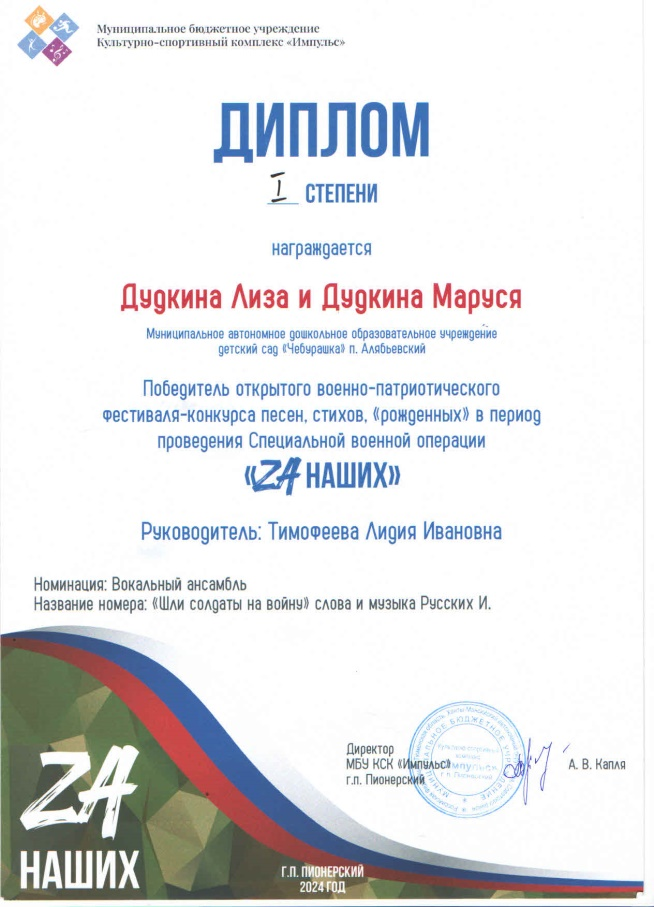 Муниципальное бюджетное учреждение
Культурно-спортивный комплекс «Импульс»
ДИПЛОМ
I СТЕПЕНИ
награждается
Дудкина Лиза и Дудкина Маруся
Муниципальное автономное дошкольное образовательное учреждение
детский сад «Чебурашка» п. Алябьевский
Победитель открытого военно-патриотического
фестиваля-конкурса песен, стихов, «рожденных» в период
проведения Специальной военной операции
«ZA НАШИХ»
Руководитель: Тимофеева Лидия Ивановна
Номинация: Вокальный ансамбль
Название номера: «Шли солдаты на войну» слова и музыка Русских И.
Директор
МБУ КСК «Импульс»
г.п. Пионерский
А. В. Капля
ZA
НАШИХ
Г.П. ПИОНЕРСКИЙ
2024 ГОД